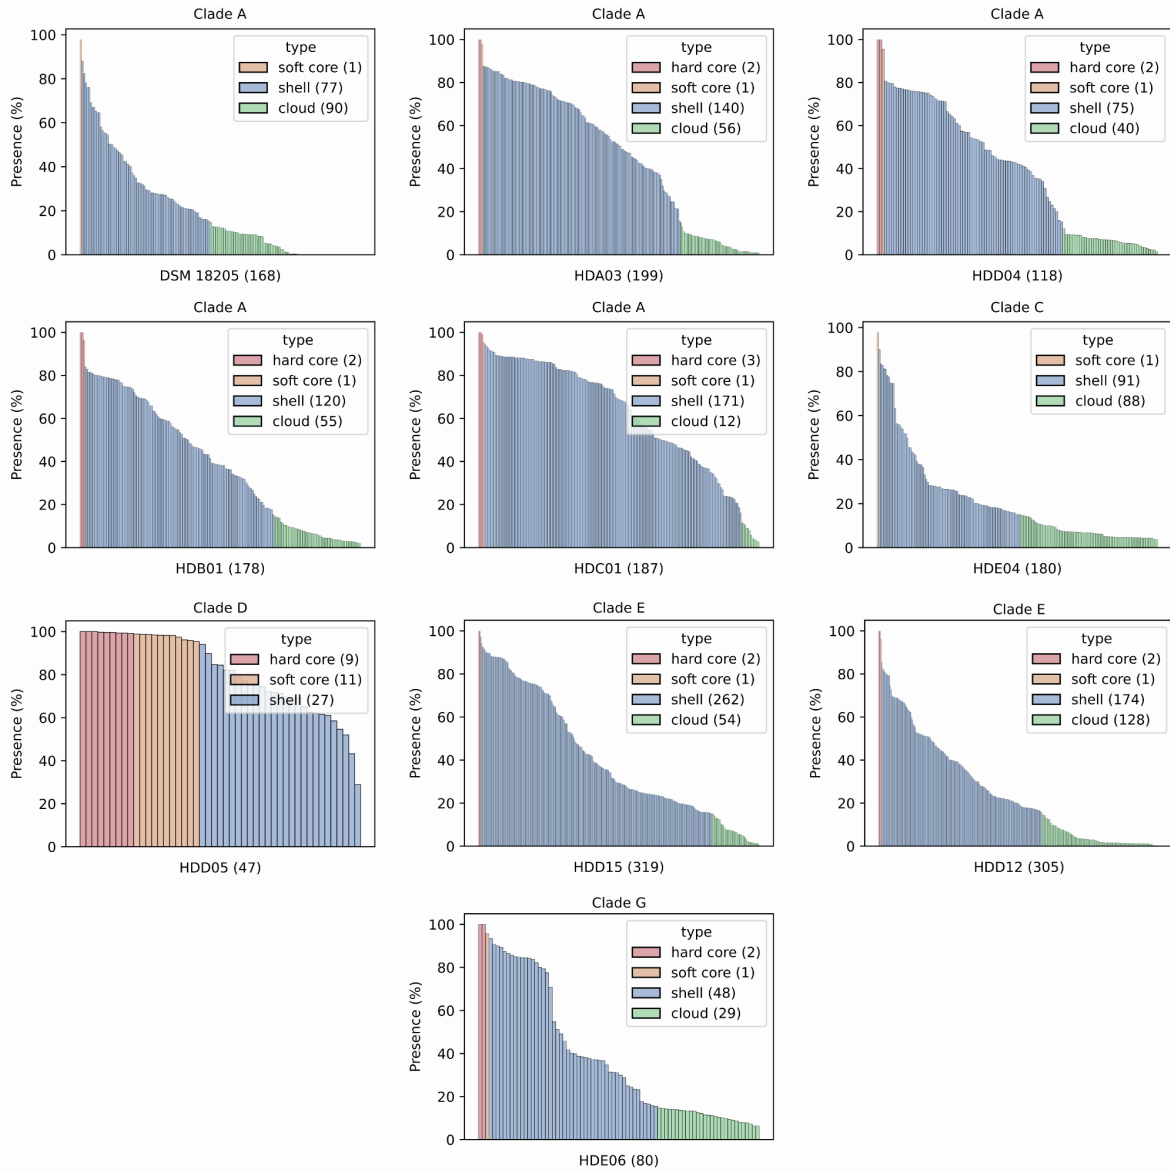 Clade A
Presence (%)
100
80
60
40
20
0
type
soft core (1)
shell (77)
cloud (90)
DSM 18205 (168)
Clade A
Presence (%)
100
80
60
40
20
0
type
hard core (2)
soft core (1)
shell (140)
cloud (56)
HDA03 (199)
Clade A
Presence (%)
100
80
60
40
20
0
type
hard core (2)
soft core (1)
shell (75)
cloud (40)
HDD04 (118)
Clade A
Presence (%)
100
80
60
40
20
0
type
hard core (2)
soft core (1)
shell (120)
cloud (55)
HDB01 (178)
Clade A
Presence (%)
100
80
60
40
20
0
type
hard core (3)
soft core (1)
shell (171)
cloud (12)
HDC01 (187)
Clade C
Presence (%)
100
80
60
40
20
0
type
soft core (1)
shell (91)
cloud (88)
HDE04 (180)
Clade D
Presence (%)
100
80
60
40
20
0
type
hard core (9)
soft core (11)
shell (27)
HDD05 (47)
Clade E
Presence (%)
100
80
60
40
20
0
type
hard core (2)
soft core (1)
shell (262)
cloud (54)
HDD15 (319)
Clade E
Presence (%)
100
80
60
40
20
0
type
hard core (2)
soft core (1)
shell (174)
cloud (128)
HDD12 (305)
Clade G
Presence (%)
100
80
60
40
20
0
type
hard core (2)
soft core (1)
shell (48)
cloud (29)
HDE06 (80)